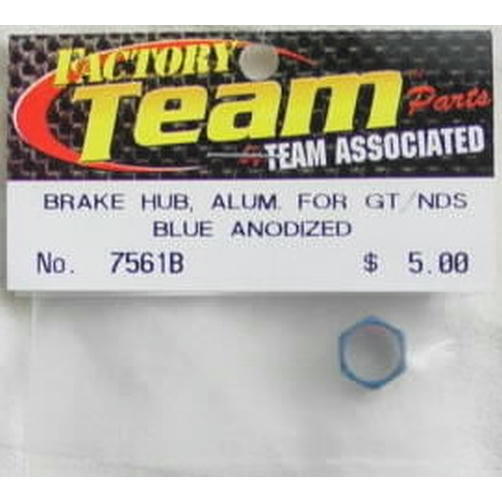 FACTORY
Team
Parts
by TEAM ASSOCIATED
BRAKE HUB, ALUM. FOR GT/NDS
BLUE ANODIZED
No. 7561B $ 5.00